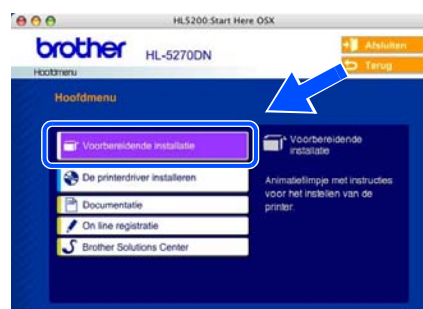 HL5200 Start Here OSX
brother HL-5270DN
Afsluiten
Terug
Hoofdmenu
Hoofdmenu
Voorbereidende installatie
De printerdriver installeren
Documentatie
On line registratie
Brother Solutions Center
Voorbereidende
installatie
Animatiefilmpje met instructies
voor het instellen van de
printer.